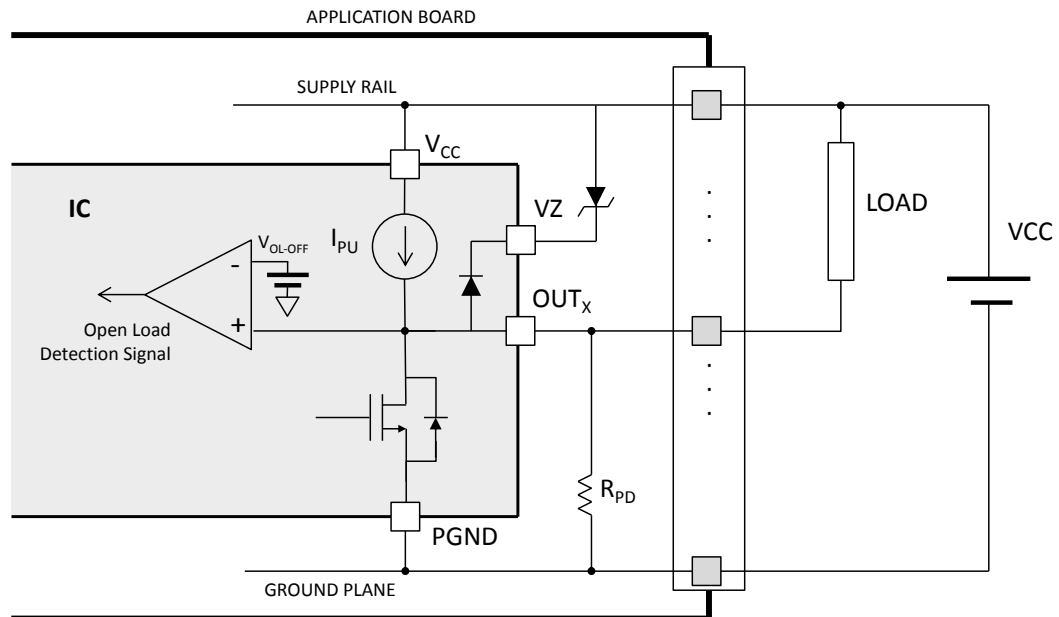 APPLICATION BOARD
SUPPLY RAIL
VCC
IC
VZ
IPU
LOAD
VCC
VOL-OFF
-
OUTX
+
Open Load
Detection Signal
RPD
PGND
GROUND PLANE